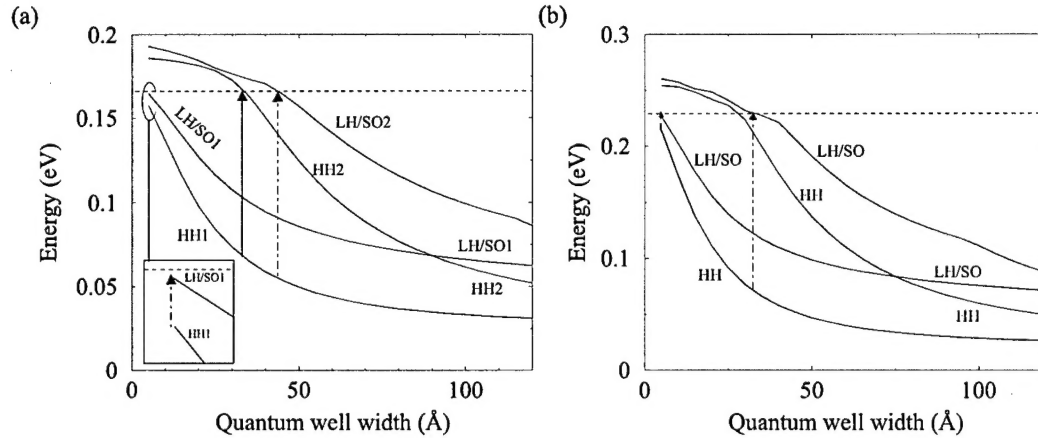 (a)
0.2
0.15
0.1
0.05
0
Energy (eV)
LH/SO1
LH/SO2
HH2
HH1
LH/SO1
HH2
LH/SO1
HH1
0
50
100
Quantum well width (Å)
(b)
0.3
0.2
0.1
0
Energy (eV)
LH/SO
LH/SO
HH
HH
LH/SO
HH
0
50
100
Quantum well width (Å)